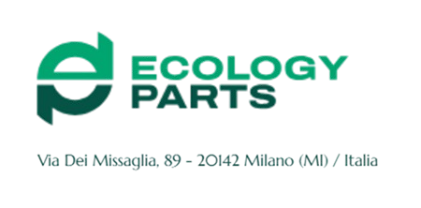 ECOLOGY
PARTS
Via Dei Missaglia, 89 - 20142 Milano (MI) / Italia